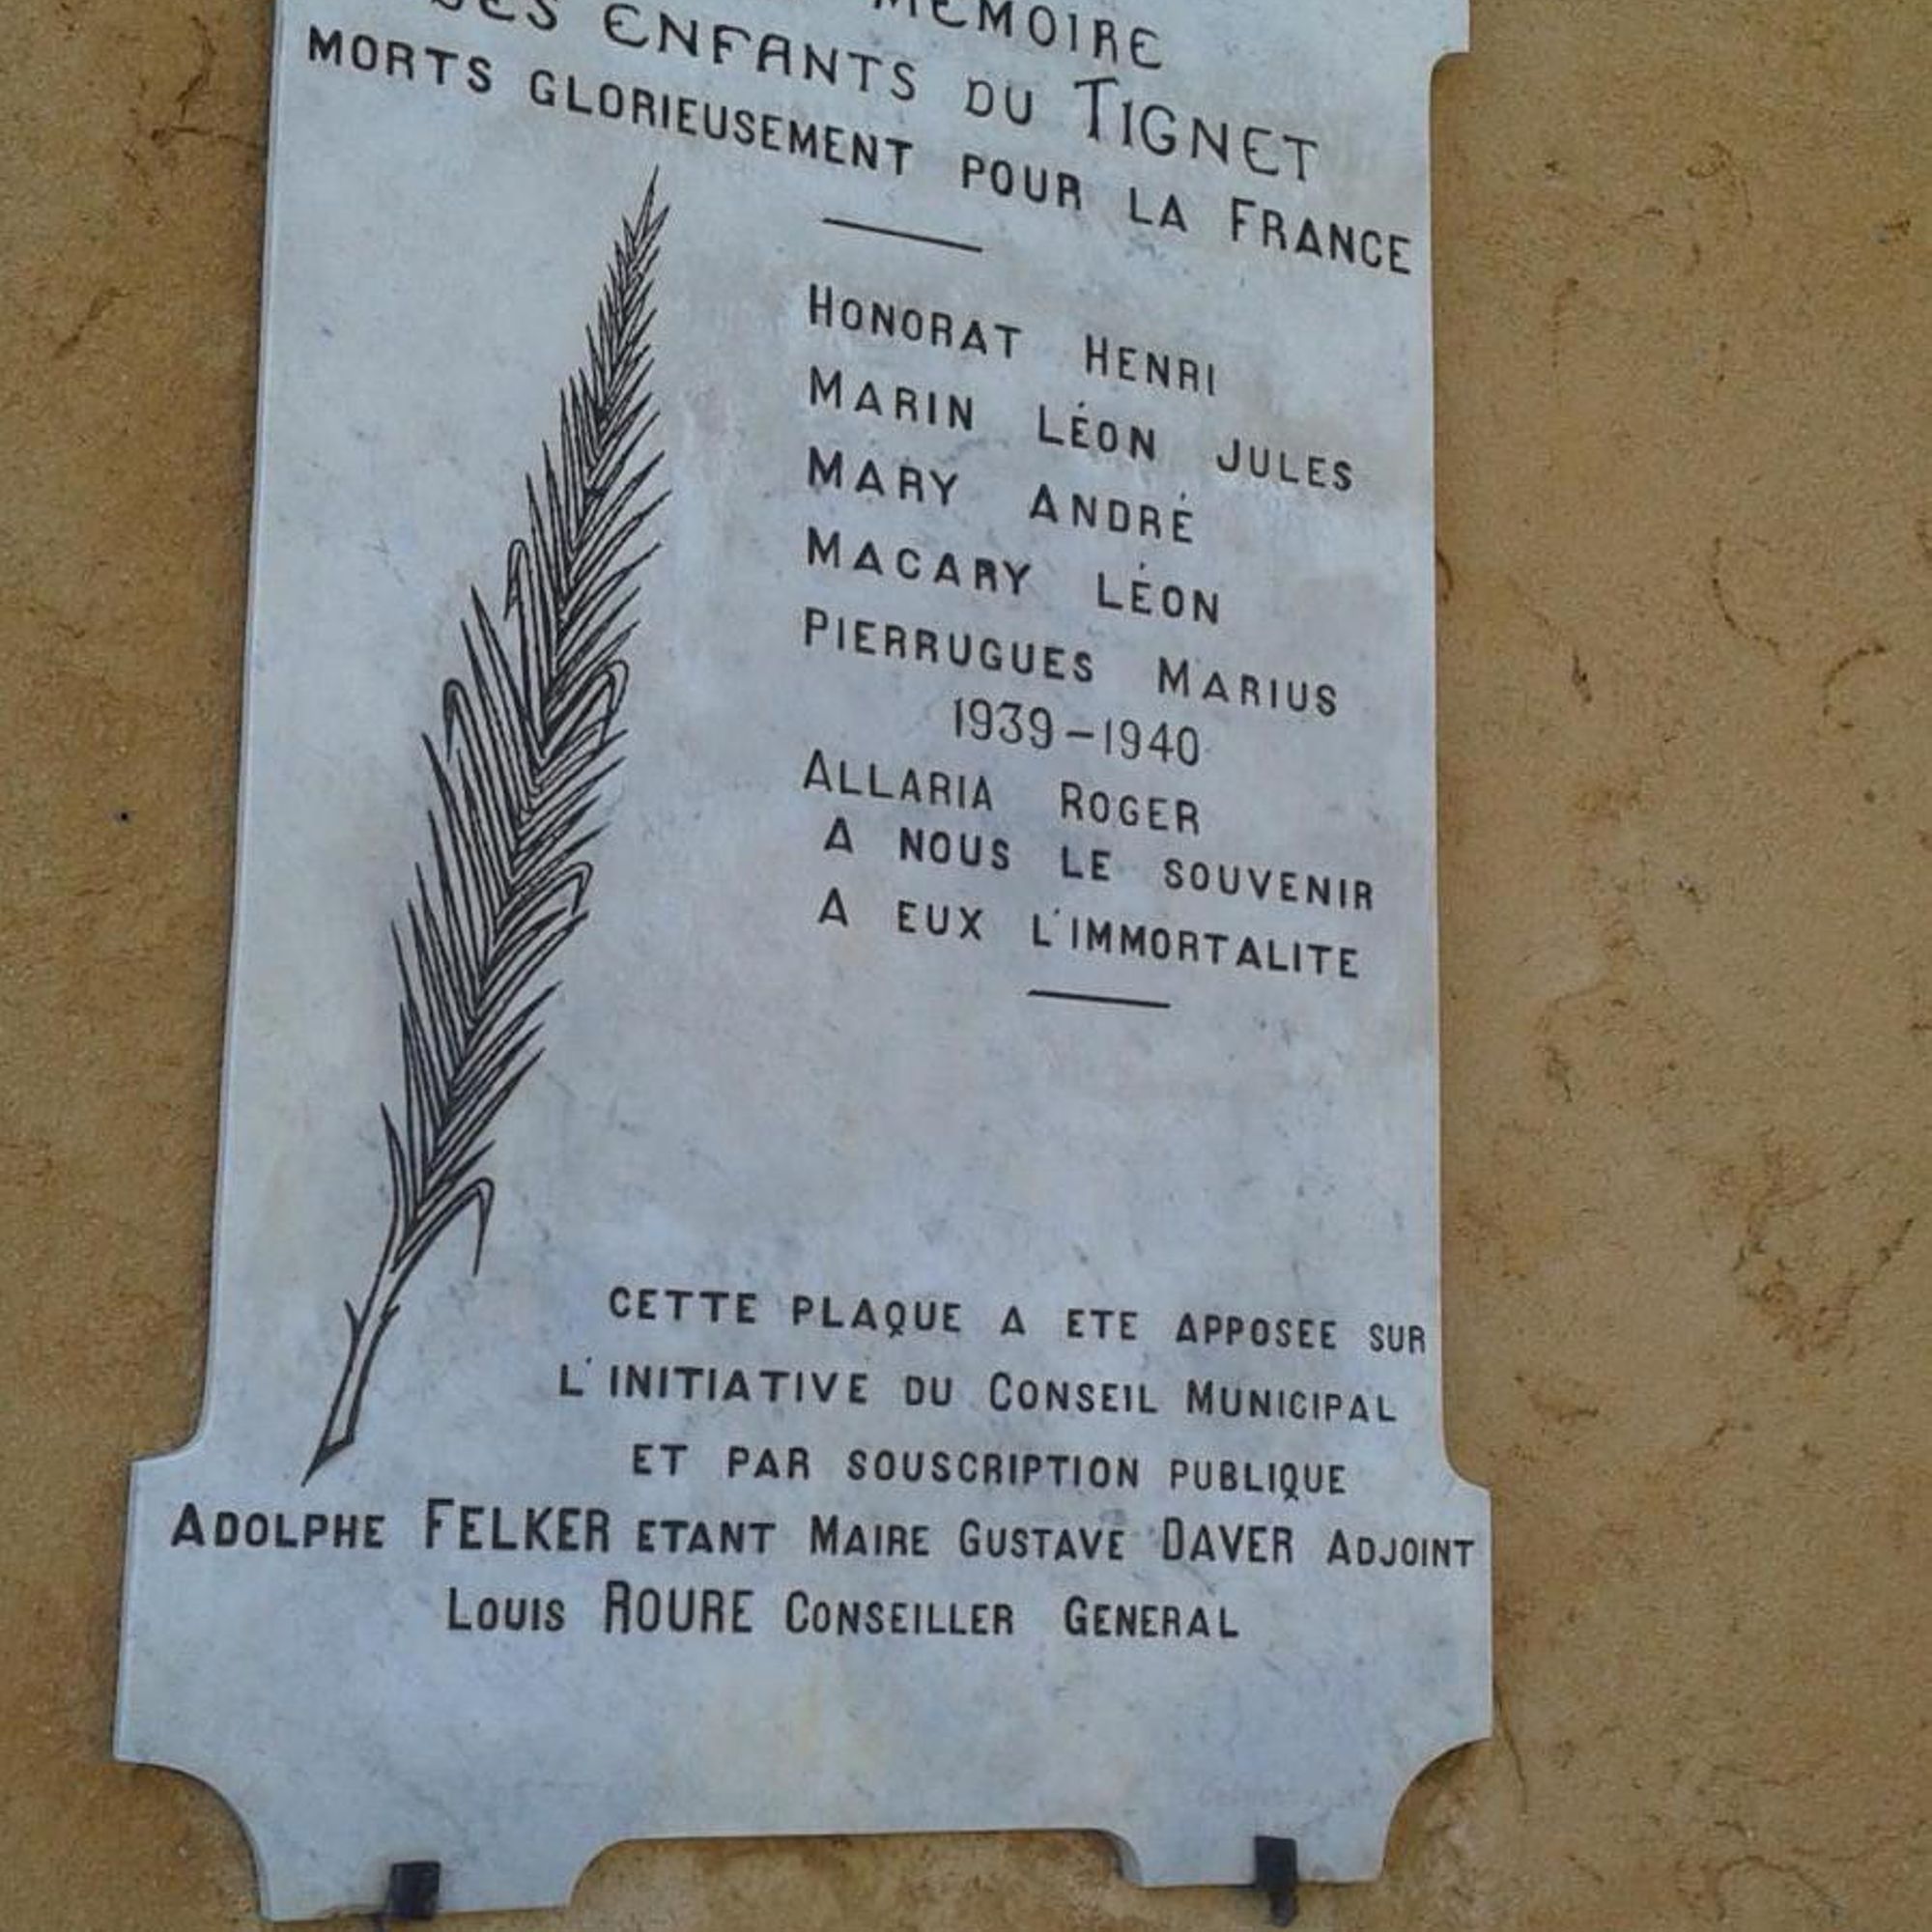 MEMOIRE
DES ENFANTS DU TIGNET
MORTS GLORIEUSEMENT POUR LA FRANCE
HONORAT HENRI
MARIN LÉON JULES
MARY ANDRÉ
MACARY LÉON
PIERRUGUES MARIUS
1939-1940
ALLARIA ROGER
A NOUS LE SOUVENIR
A EUX L'IMMORTALITE
CETTE PLAQUE A ETE APPOSEE SUR
L'INITIATIVE DU CONSEIL MUNICIPAL
ET PAR SOUSCRIPTION PUBLIQUE
ADOLPHE FELKER ETANT MAIRE GUSTAVE DAVER ADJOINT
LOUIS ROURE CONSEILLER GENERAL